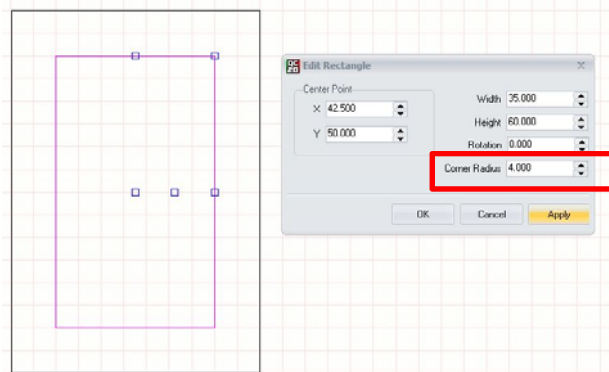 Edit Rectangle
Center Point
X 42.500
Y 50.000
Width 35.000
Height 60.000
Rotation 0.000
Corner Radius 4.000
OK Cancel Apply